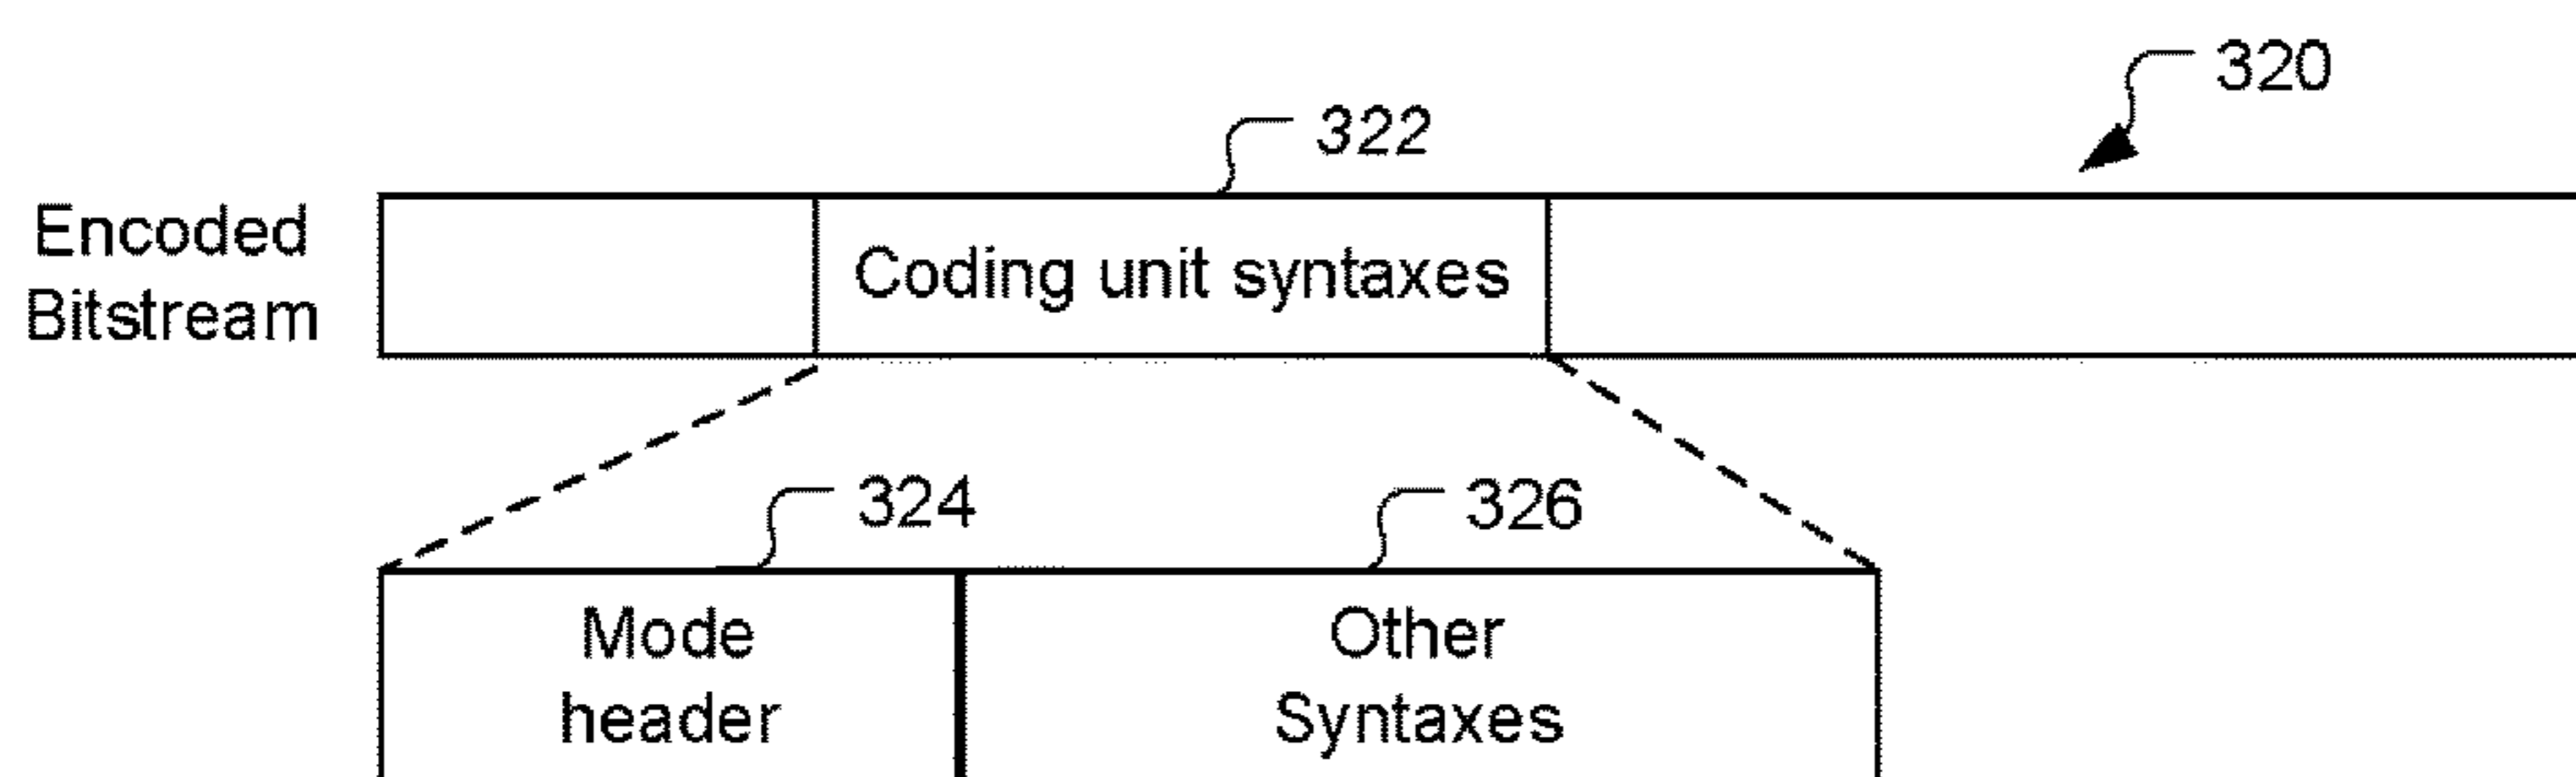 320
322
Encoded
Bitstream
Coding unit syntaxes
324
326
Mode
header
Other
Syntaxes